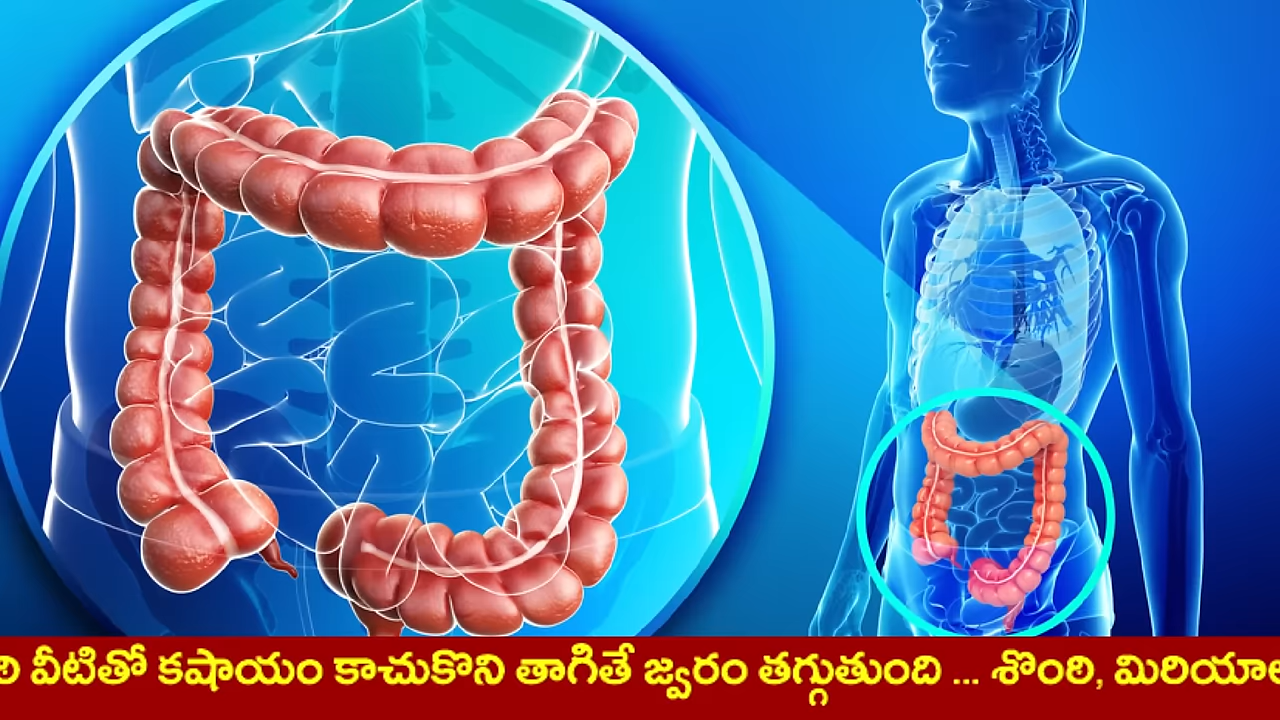 వీటితో కషాయం కాచుకొని తాగితే జ్వరం తగ్గుతుంది ... శొంఠి,